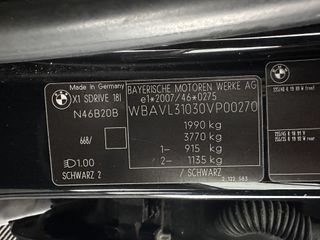 Made in Germany
BAYERISCHE MOTOREN WERKE AG
X1 SDRIVE 18I
e1*2007/46*0275
N46B20B
WBAVL31030VP00270
1990 kg
668/
3770 kg
1- 915 kg
1.00
2- 1135 kg
SCHWARZ 2
/ SCHWARZ